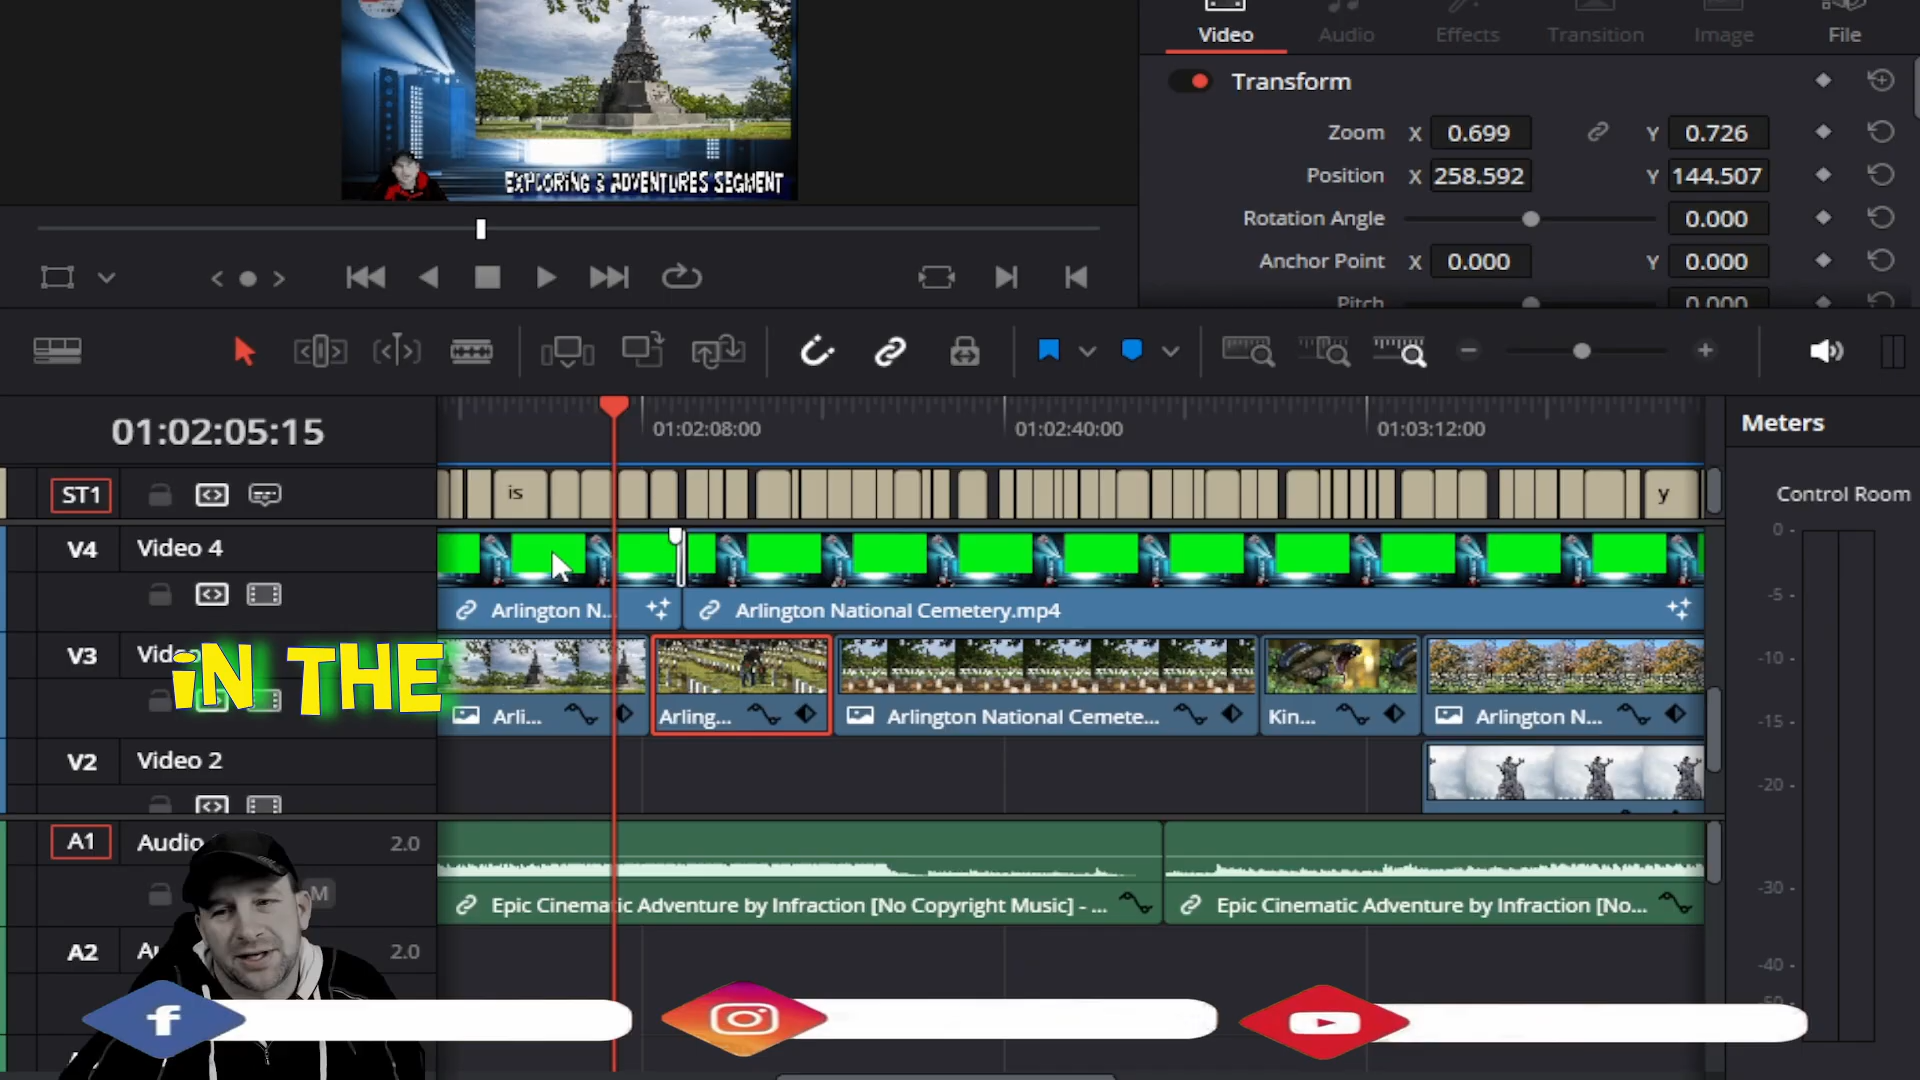 Video Audio Effects Transition Image File
Transform
Zoom X 0.699 Y 0.726
Position X 258.592 Y 144.507
Rotation Angle 0.000
Anchor Point X 0.000 Y 0.000
Pitch 0.000
EXPLORING & ADVENTURES SEGMENT
01:02:05:15
01:02:08:00 01:02:40:00 01:03:12:00
Meters
ST1
is
y
Control Room
V4 Video 4
Arlington N...
Arlington National Cemetery.mp4
V3
IN THE
Arli...
Arling...
Arlington National Cemete...
Kin...
Arlington N...
V2 Video 2
A1 Audio 2.0
M
Epic Cinematic Adventure by Infraction [No Copyright Music] - ...
Epic Cinematic Adventure by Infraction [No...
A2 2.0
0
-5
-10
-15
-20
-30
-40
-50
f